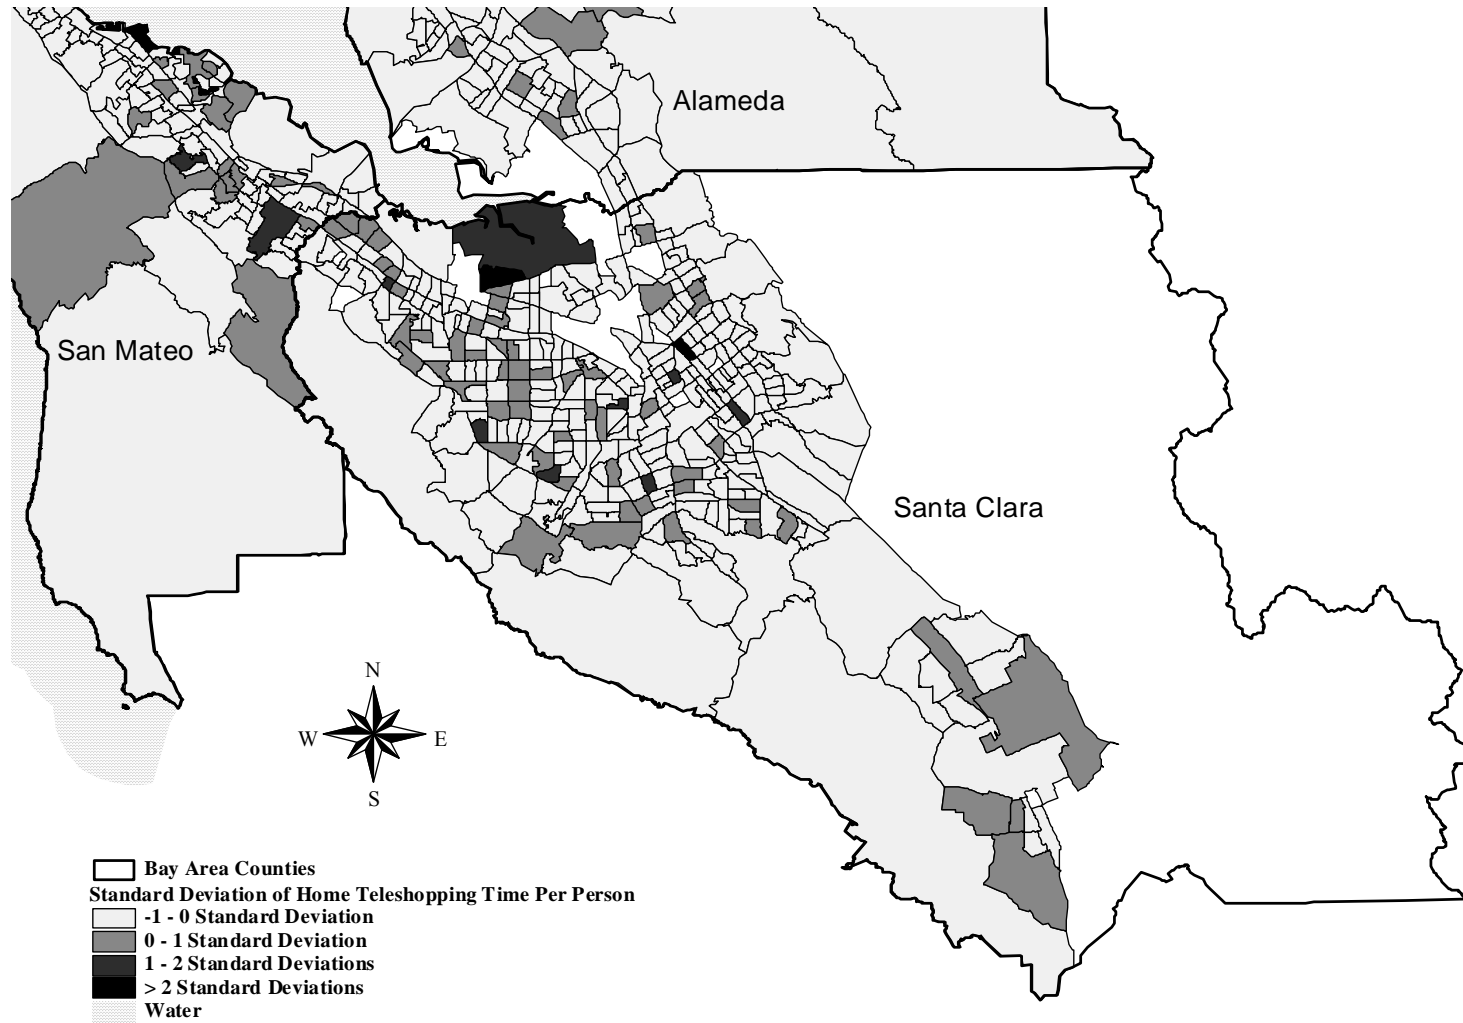 Alameda
San Mateo
Santa Clara
N
W E
S
Bay Area Counties
Standard Deviation of Home Teleshopping Time Per Person
-1 - 0 Standard Deviation
0 - 1 Standard Deviation
1 - 2 Standard Deviations
> 2 Standard Deviations
Water